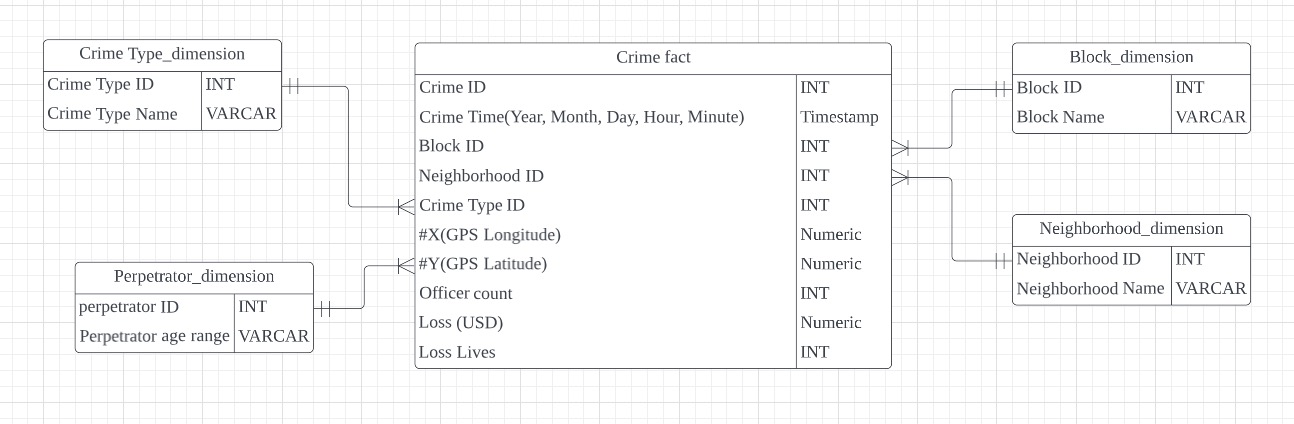 Crime Type_dimension
Crime Type ID INT
Crime Type Name VARCAR
Perpetrator_dimension
perpetrator ID INT
Perpetrator age range VARCAR
Crime fact
Crime ID INT
Crime Time(Year, Month, Day, Hour, Minute) Timestamp
Block ID INT
Neighborhood ID INT
Crime Type ID INT
#X(GPS Longitude) Numeric
#Y(GPS Latitude) Numeric
Officer count INT
Loss (USD) Numeric
Loss Lives INT
Block_dimension
Block ID INT
Block Name VARCAR
Neighborhood_dimension
Neighborhood ID INT
Neighborhood Name VARCAR